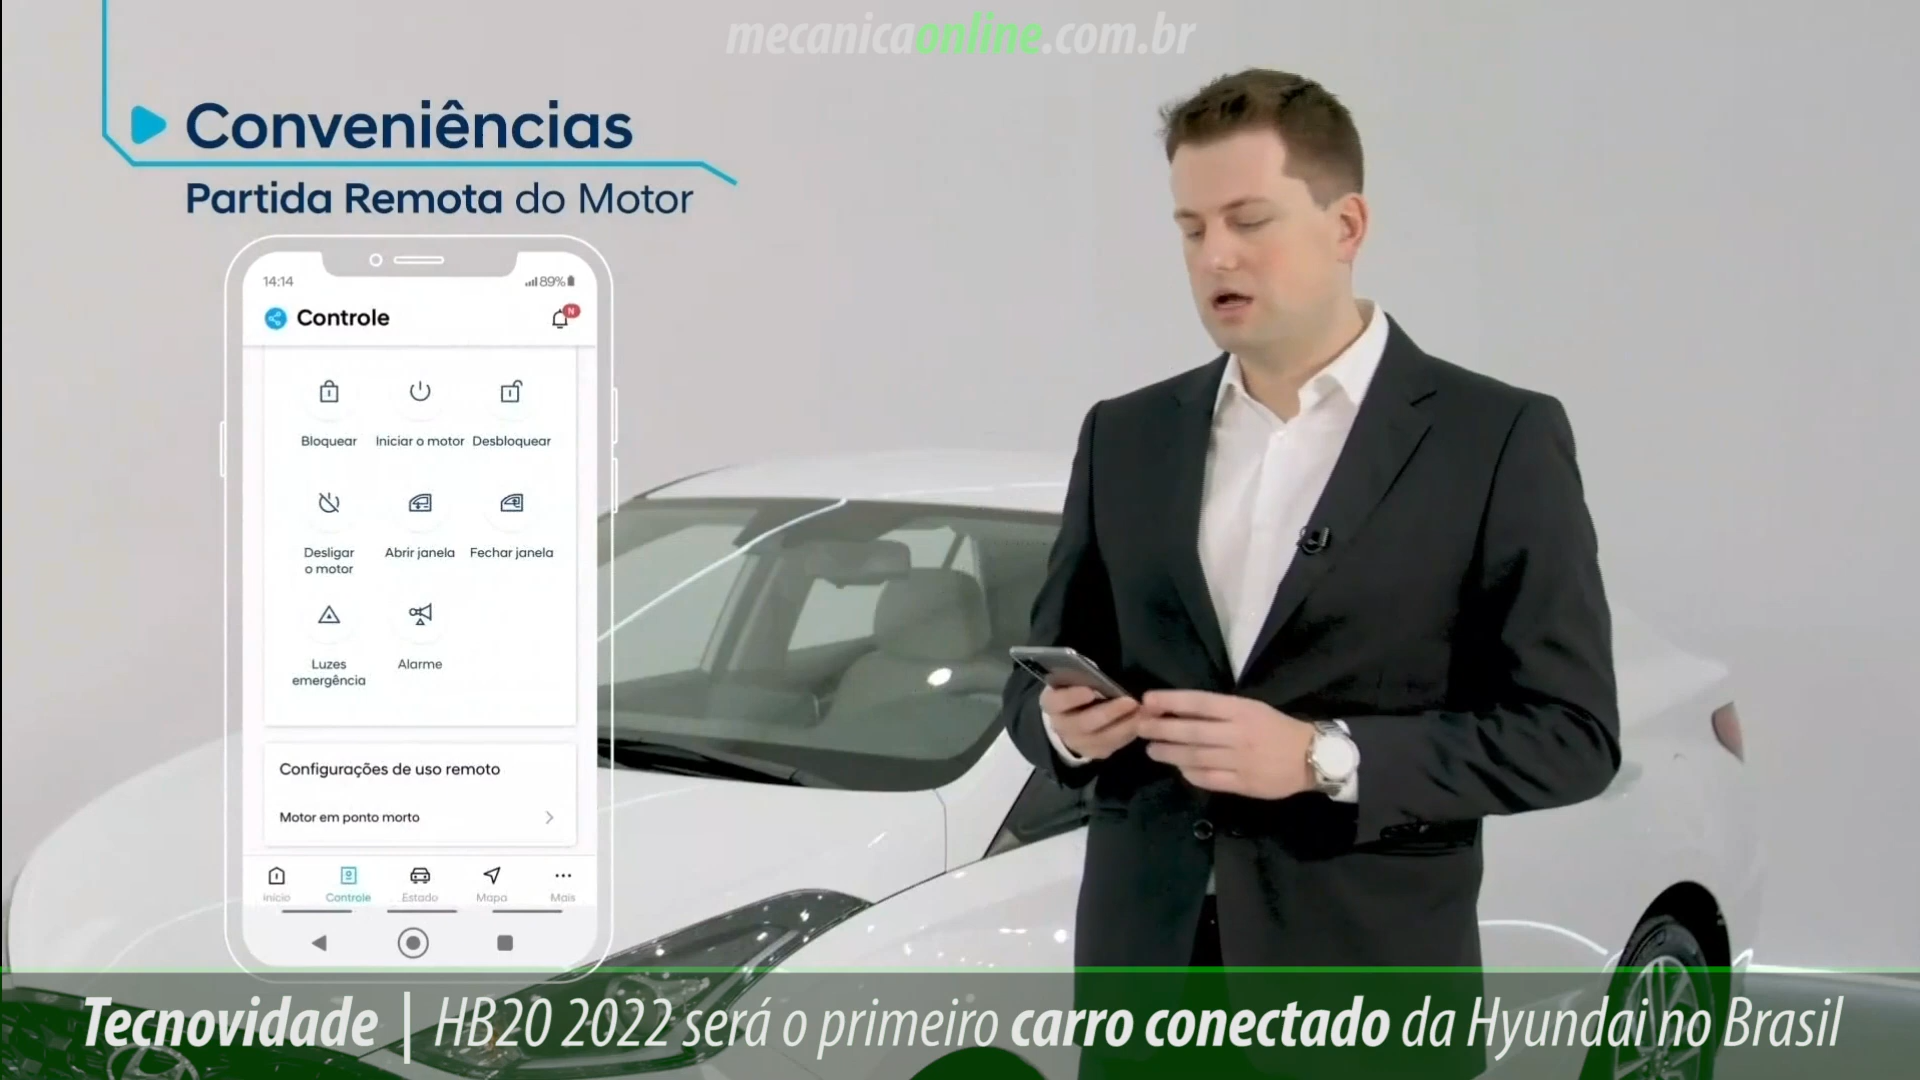 mecanicaonline.com.br
Conveniências
Partida Remota do Motor
14:14
89%
Controle
N
Bloquear
Iniciar o motor
Desbloquear
Desligar
o motor
Abrir janela
Fechar janela
Luzes
emergência
Alarme
Configurações de uso remoto
Motor em ponto morto
Início
Controle
Estado
Mapa
Mais
Tecnovidade | HB20 2022 será o primeiro carro conectado da Hyundai no Brasil